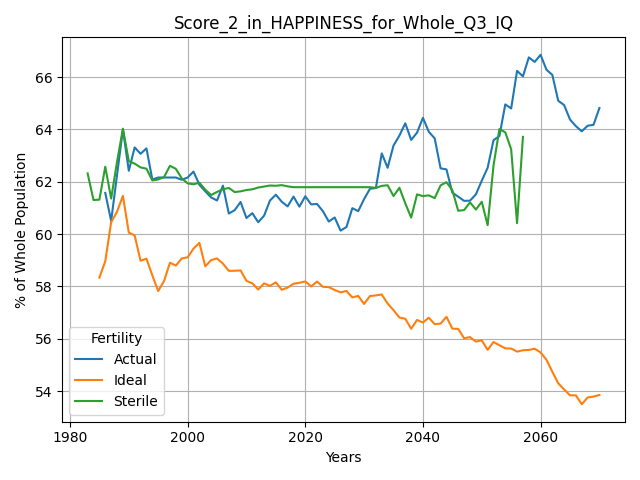 Score_2_in_HAPPINESS_for_Whole_Q3_IQ
% of Whole Population
66
64
62
60
58
56
54
Fertility
Actual
Ideal
Sterile
1980
2000
2020
2040
2060
Years